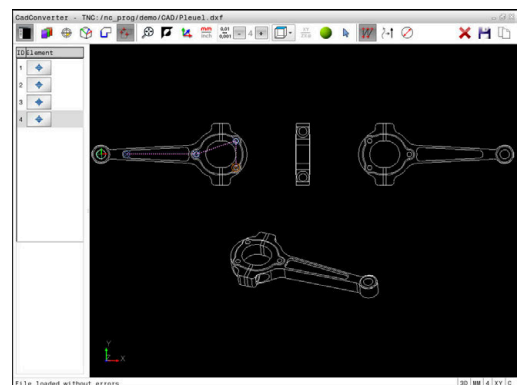 CadConverter - TNC:/nc_prog/demo/CAD/Pleuel.dxf
mm
inch
0,01
0,001
4
ID Element
1
2
3
4
Y
X
File loaded without errors
3D MM 4 XY C